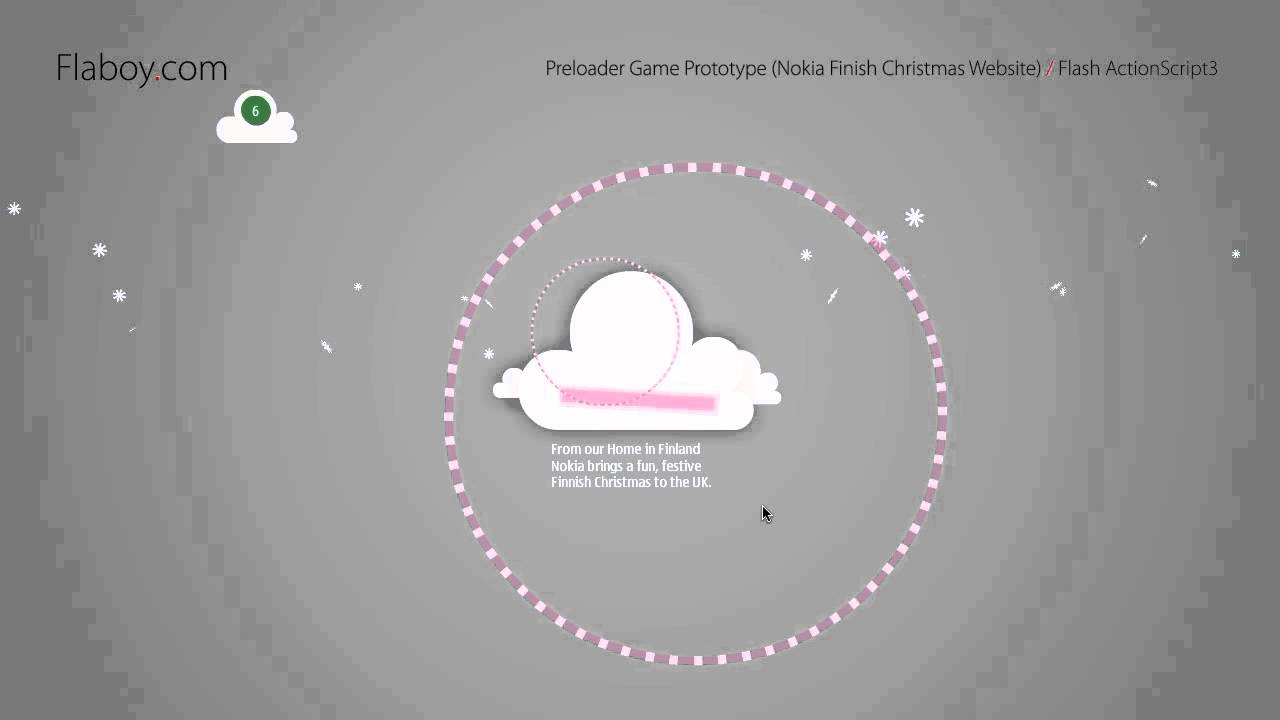 Flaboy.com
Preloader Game Prototype (Nokia Finish Christmas Website) / Flash ActionScript3
6
From our Home in Finland
Nokia brings a fun, festive
Finnish Christmas to the UK.